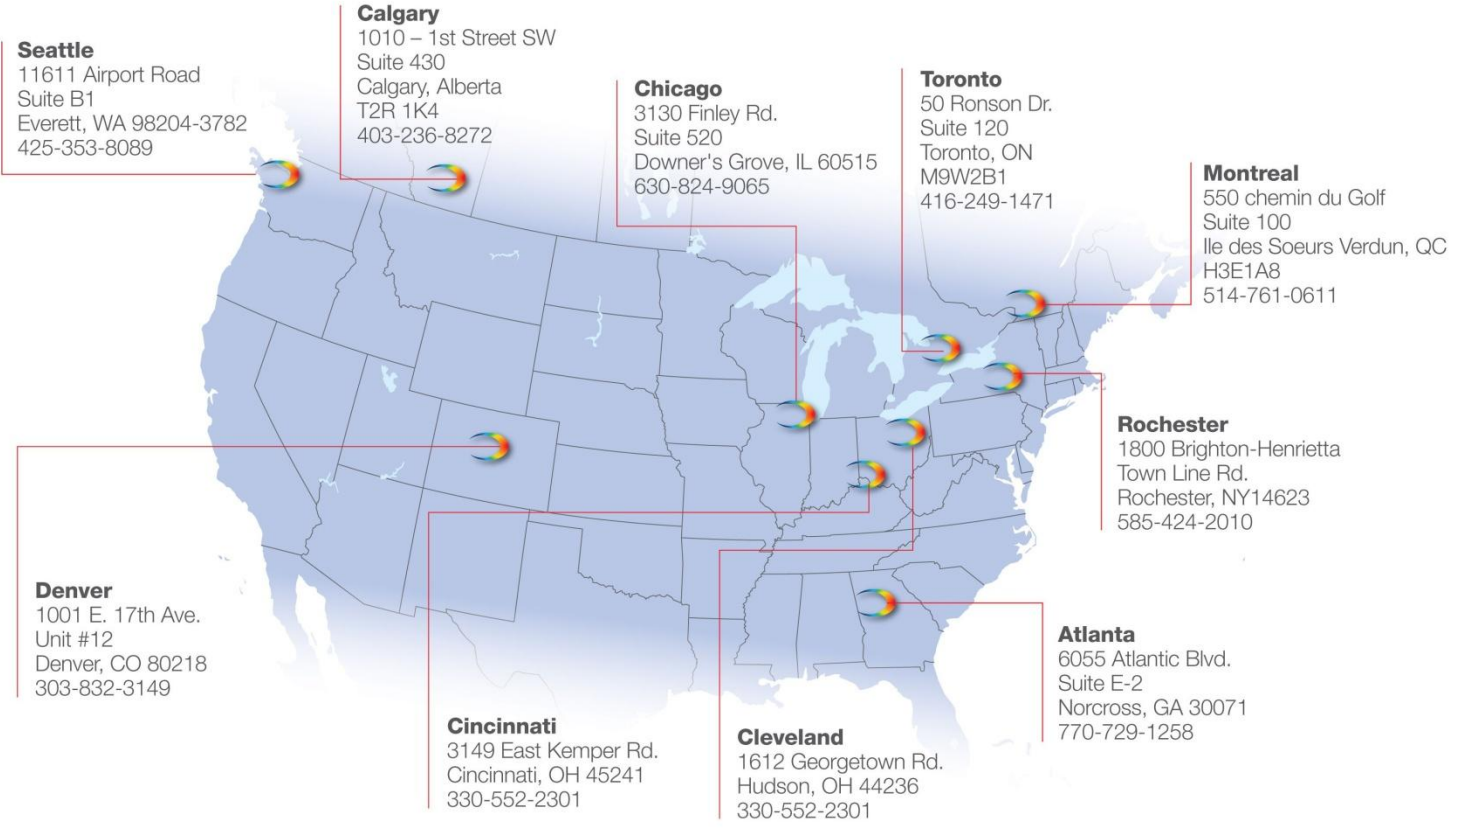 Seattle
11611 Airport Road
Suite B1
Everett, WA 98204-3782
425-353-8089
Calgary
1010 – 1st Street SW
Suite 430
Calgary, Alberta
T2R 1K4
403-236-8272
Chicago
3130 Finley Rd.
Suite 520
Downer's Grove, IL 60515
630-824-9065
Toronto
50 Ronson Dr.
Suite 120
Toronto, ON
M9W2B1
416-249-1471
Montreal
550 chemin du Golf
Suite 100
Ile des Soeurs Verdun, QC
H3E1A8
514-761-0611
Rochester
1800 Brighton-Henrietta
Town Line Rd.
Rochester, NY14623
585-424-2010
Denver
1001 E. 17th Ave.
Unit #12
Denver, CO 80218
303-832-3149
Cincinnati
3149 East Kemper Rd.
Cincinnati, OH 45241
330-552-2301
Cleveland
1612 Georgetown Rd.
Hudson, OH 44236
330-552-2301
Atlanta
6055 Atlantic Blvd.
Suite E-2
Norcross, GA 30071
770-729-1258